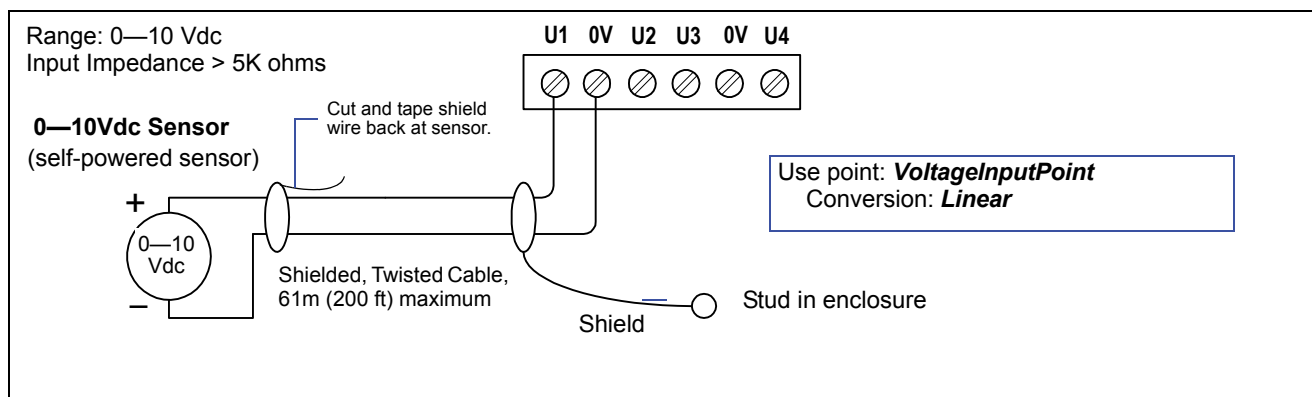 Range: 0—10 Vdc
Input Impedance > 5K ohms
U1 0V U2 U3 0V U4
Cut and tape shield
wire back at sensor.
0—10Vdc Sensor
(self-powered sensor)
Use point: VoltageInputPoint
Conversion: Linear
+
0—10
Vdc
–
Shielded, Twisted Cable,
61m (200 ft) maximum
Shield
Stud in enclosure